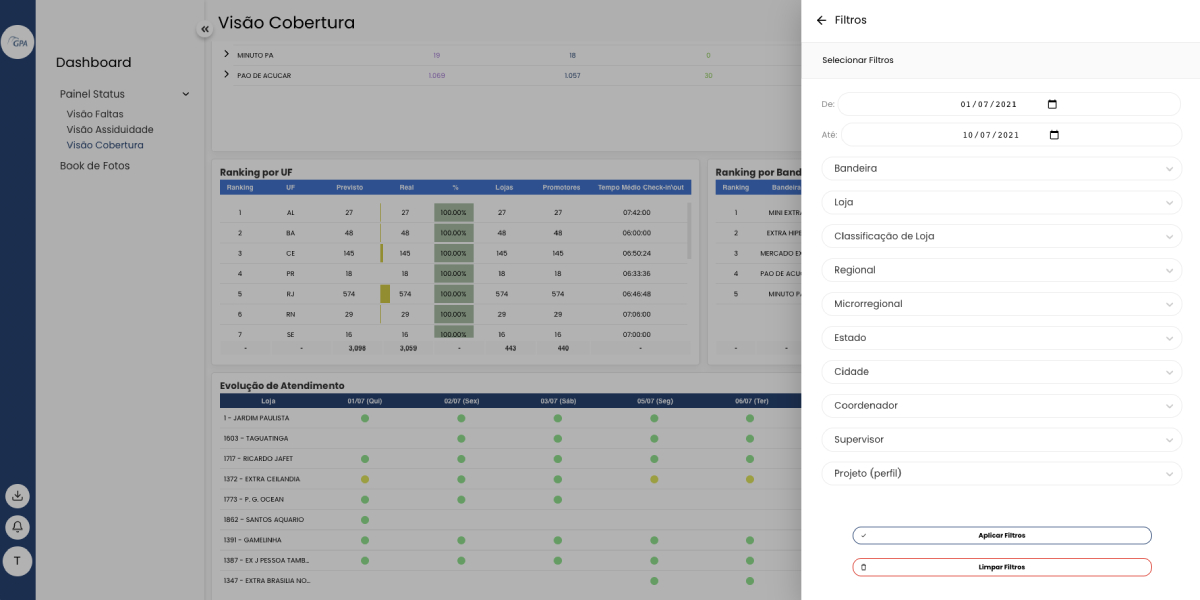 GPA
Dashboard
Painel Status
Visão Faltas
Visão Assiduidade
Visão Cobertura
Book de Fotos
T
«
Visão Cobertura
MINUTO PA 19 18 0
PAO DE ACUCAR 1.069 1.057 30
Ranking por UF
Ranking UF Previsto Real % Lojas Promotores Tempo Médio Check-in\out
1 AL 27 27 100.00% 27 27 07:42:00
2 BA 48 48 100.00% 48 48 06:00:00
3 CE 145 145 100.00% 145 145 06:50:24
4 PR 18 18 100.00% 18 18 06:33:36
5 RJ 574 574 100.00% 574 574 06:46:48
6 RN 29 29 100.00% 29 29 07:06:00
7 SE 16 16 100.00% 16 16 07:00:00
- - 3,098 3,059 - 443 440 -
Ranking por Band
Ranking Bandeira
1 MINI EXTRA
2 EXTRA HIPE
3 MERCADO EX
4 PAO DE ACU
5 MINUTO PA
- -
Evolução de Atendimento
Loja 01/07 (Qui) 02/07 (Sex) 03/07 (Sáb) 05/07 (Seg) 06/07 (Ter)
1 - JARDIM PAULISTA
1603 - TAGUATINGA
1717 - RICARDO JAFET
1372 - EXTRA CEILANDIA
1773 - P. G. OCEAN
1862 - SANTOS AQUARIO
1391 - GAMELINHA
1387 - EX J PESSOA TAMB...
1347 - EXTRA BRASILIA NO...
Filtros
Selecionar Filtros
De: 01/07/2021
Até: 10/07/2021
Bandeira
Loja
Classificação de Loja
Regional
Microrregional
Estado
Cidade
Coordenador
Supervisor
Projeto (perfil)
Aplicar Filtros
Limpar Filtros